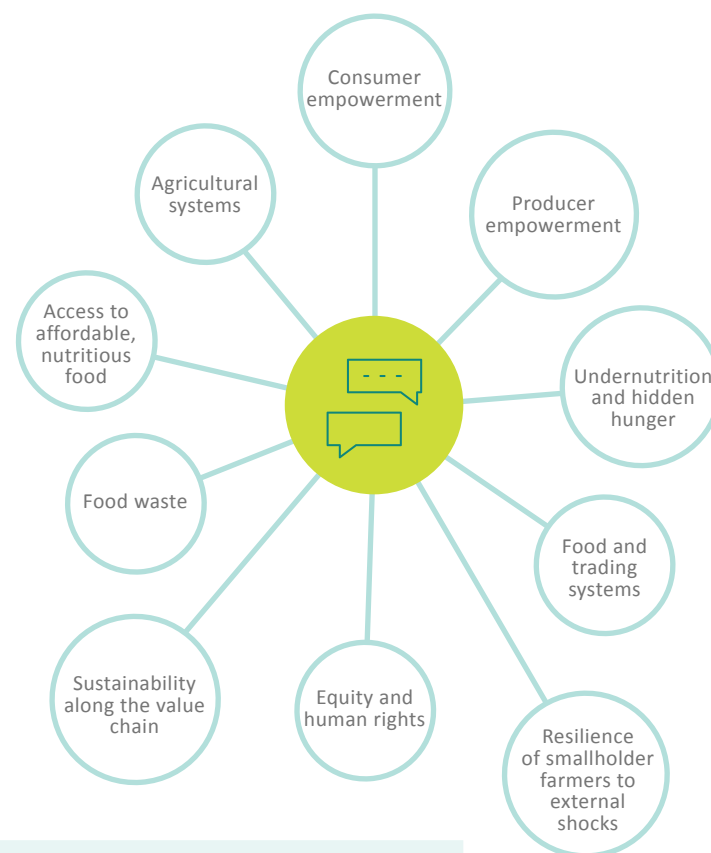 Consumer
empowerment
Agricultural
systems
Producer
empowerment
Access to
affordable,
nutritious
food
Undernutrition
and hidden
hunger
Food waste
Food and
trading
systems
Sustainability
along the value
chain
Equity and
human rights
Resilience
of smallholder
farmers to
external
shocks